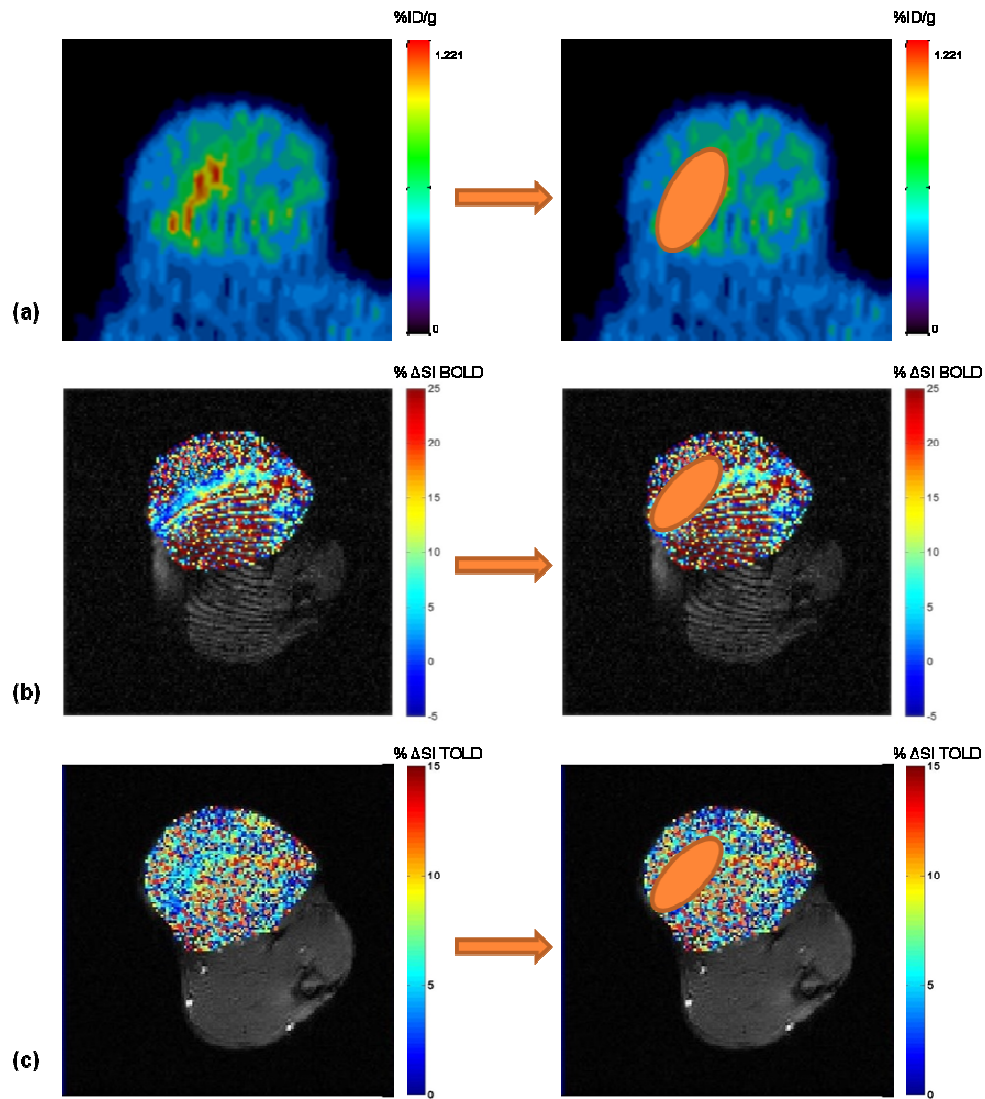 %ID/g %ID/g
1.221 1.221
0 0
(a)
% ΔSI BOLD % ΔSI BOLD
25 25
20 20
15 15
10 10
5 5
0 0
-5 -5
(b)
% ΔSI TOLD % ΔSI TOLD
15 15
10 10
5 5
0 0
(c)